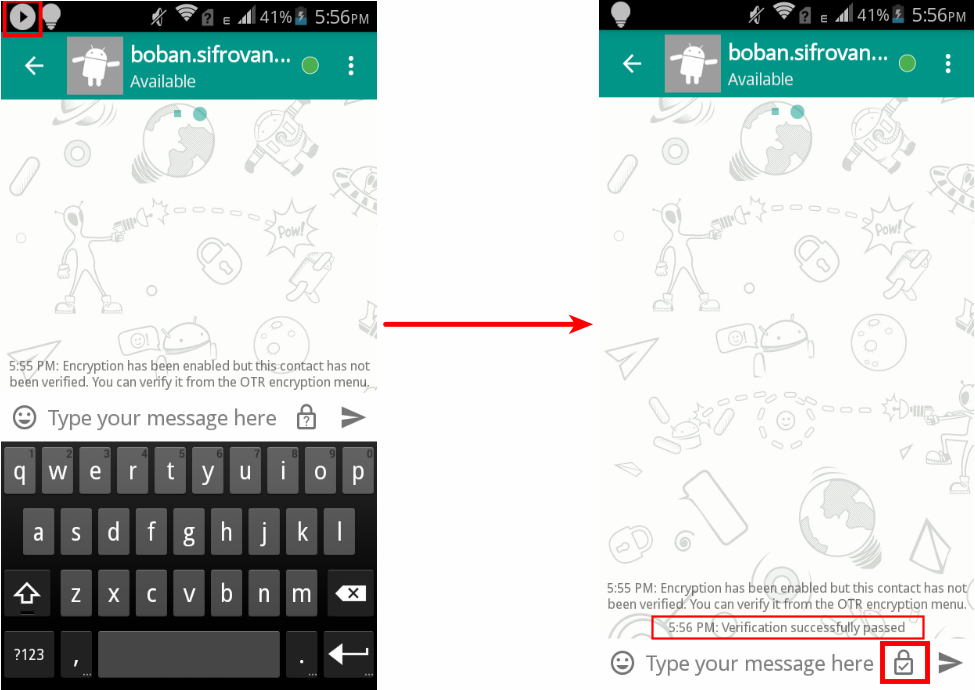 E 41% 5:56PM
boban.sifrovan...
Available
Pow!
5:55 PM: Encryption has been enabled but this contact has not
been verified. You can verify it from the OTR encryption menu.
Type your message here
1 2 3 4 5 6 7 8 9 0
q w e r t y u i o p
a s d f g h j k l
z x c v b n m
?123 , ... . ...
E 41% 5:56PM
boban.sifrovan...
Available
Pow!
5:55 PM: Encryption has been enabled but this contact has not
been verified. You can verify it from the OTR encryption menu.
5:56 PM: Verification successfully passed
Type your message here